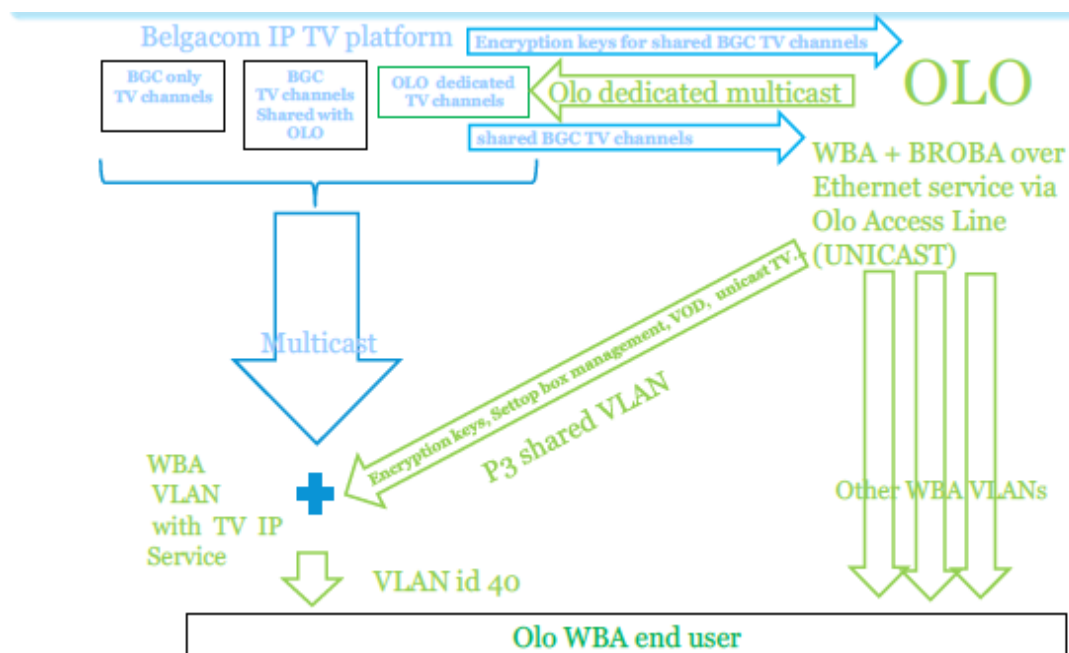 Belgacom IP TV platform
Encryption keys for shared BGC TV channels
BGC only
TV channels
BGC
TV channels
Shared with
OLO
OLO dedicated
TV channels
Olo dedicated multicast
OLO
shared BGC TV channels
WBA + BROBA over
Ethernet service via
Olo Access Line
(UNICAST)
Multicast
Encryption keys, Settop box management, VOD, unicast TV...
P3 shared VLAN
WBA
VLAN
with TV IP
Service
Other WBA VLANs
VLAN id 40
Olo WBA end user